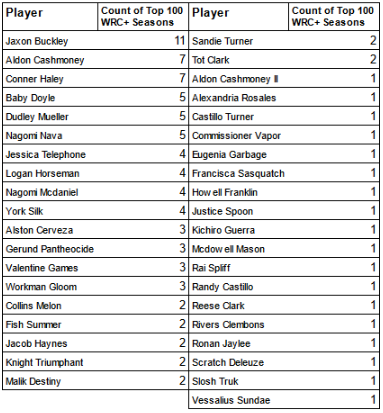 Player Count of Top 100 WRC+ Seasons
Jaxon Buckley 11
Aldon Cashmoney 7
Conner Haley 7
Baby Doyle 5
Dudley Mueller 5
Nagomi Nava 5
Jessica Telephone 4
Logan Horseman 4
Nagomi Mcdaniel 4
York Silk 4
Alston Cerveza 3
Gerund Pantheocide 3
Valentine Games 3
Workman Gloom 3
Collins Melon 2
Fish Summer 2
Jacob Haynes 2
Knight Triumphant 2
Malik Destiny 2
Player Count of Top 100 WRC+ Seasons
Sandie Turner 2
Tot Clark 2
Aldon Cashmoney II 1
Alexandria Rosales 1
Castillo Turner 1
Commissioner Vapor 1
Eugenia Garbage 1
Francisca Sasquatch 1
Howell Franklin 1
Justice Spoon 1
Kichiro Guerra 1
Mcdowell Mason 1
Rai Spliff 1
Randy Castillo 1
Reese Clark 1
Rivers Clembons 1
Ronan Jaylee 1
Scratch Deleuze 1
Slosh Truk 1
Vessalius Sundae 1